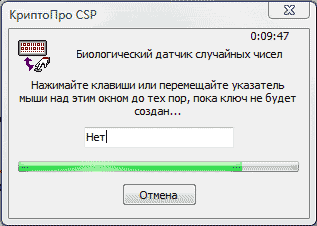 КриптоПро CSP
0:09:47
Биологический датчик случайных чисел
Нажимайте клавиши или перемещайте указатель
мыши над этим окном до тех пор, пока ключ не будет
создан...
Нет
Отмена